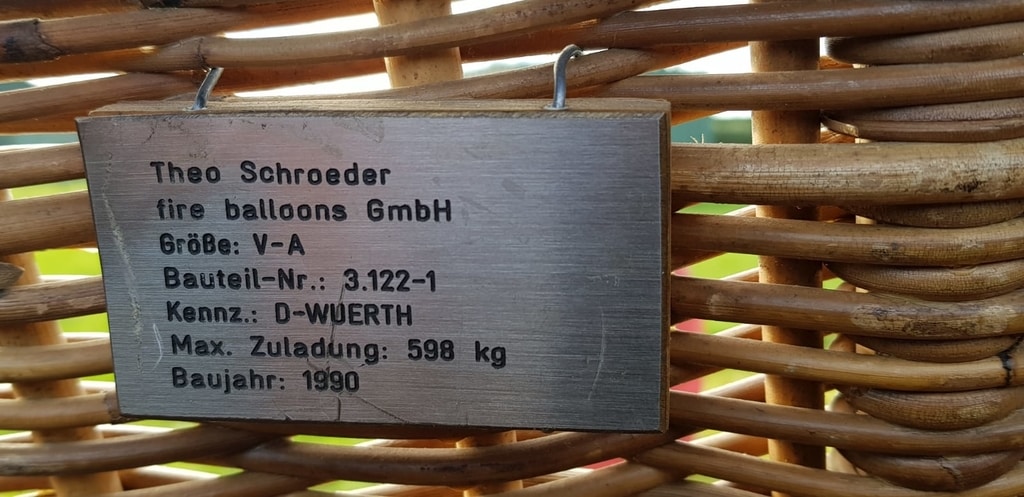 Theo Schroeder
fire balloons GmbH
Größe: V-A
Bauteil-Nr.: 3.122-1
Kennz.: D-WUERTH
Max. Zuladung: 598 kg
Baujahr: 1990